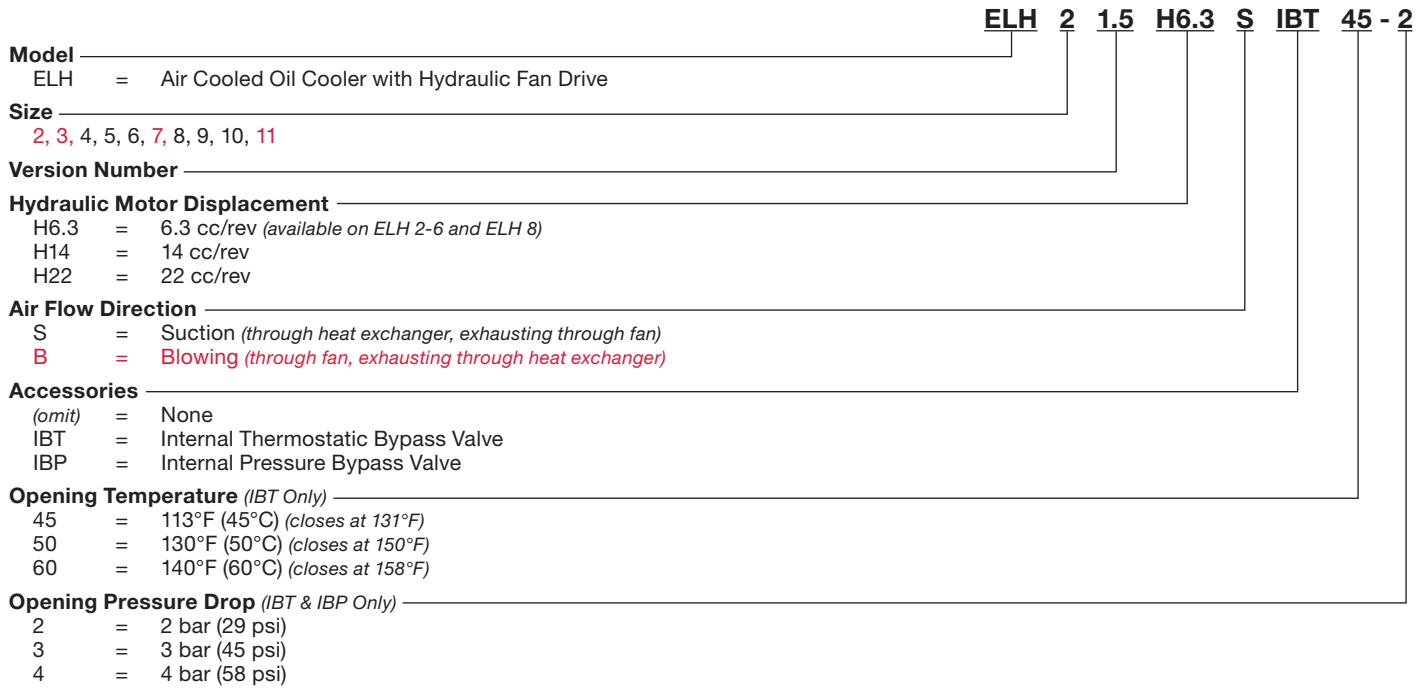 ELH 2 1.5 H6.3 S IBT 45 - 2
Model
ELH = Air Cooled Oil Cooler with Hydraulic Fan Drive
Size
2, 3, 4, 5, 6, 7, 8, 9, 10, 11
Version Number
Hydraulic Motor Displacement
H6.3 = 6.3 cc/rev (available on ELH 2-6 and ELH 8)
H14 = 14 cc/rev
H22 = 22 cc/rev
Air Flow Direction
S = Suction (through heat exchanger, exhausting through fan)
B = Blowing (through fan, exhausting through heat exchanger)
Accessories
(omit) = None
IBT = Internal Thermostatic Bypass Valve
IBP = Internal Pressure Bypass Valve
Opening Temperature (IBT Only)
45 = 113°F (45°C) (closes at 131°F)
50 = 130°F (50°C) (closes at 150°F)
60 = 140°F (60°C) (closes at 158°F)
Opening Pressure Drop (IBT & IBP Only)
2 = 2 bar (29 psi)
3 = 3 bar (45 psi)
4 = 4 bar (58 psi)